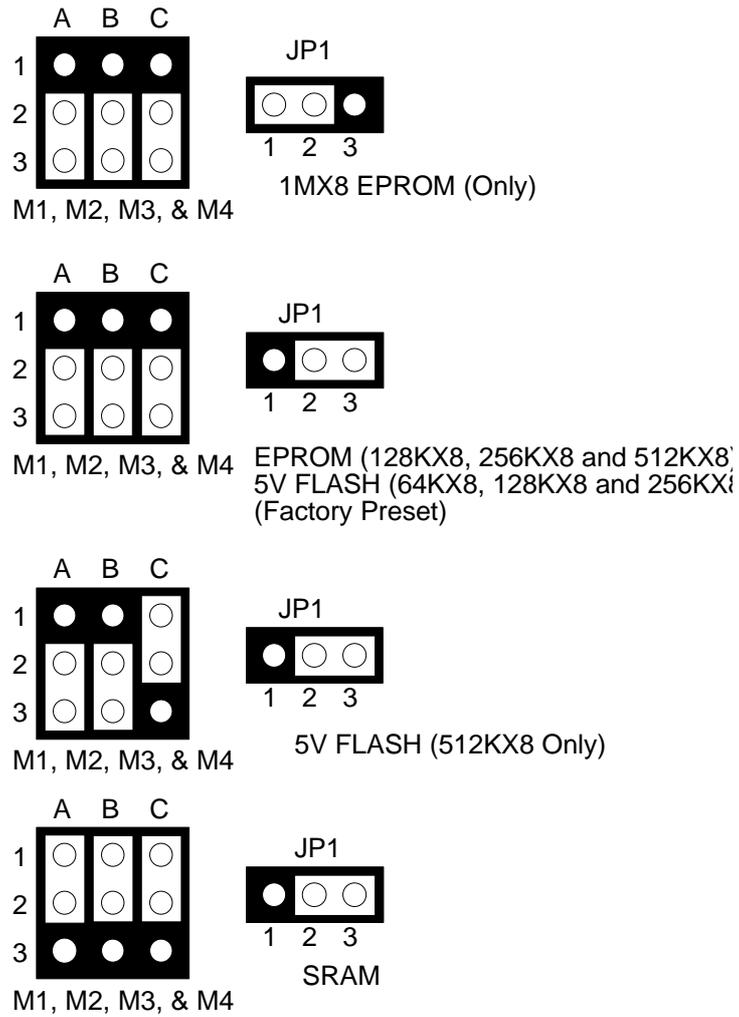 A B C
1
2
3
M1, M2, M3, & M4
JP1
1 2 3
1MX8 EPROM (Only)
A B C
1
2
3
M1, M2, M3, & M4
JP1
1 2 3
EPROM (128KX8, 256KX8 and 512KX8)
5V FLASH (64KX8, 128KX8 and 256KX8
(Factory Preset)
A B C
1
2
3
M1, M2, M3, & M4
JP1
1 2 3
5V FLASH (512KX8 Only)
A B C
1
2
3
M1, M2, M3, & M4
JP1
1 2 3
SRAM